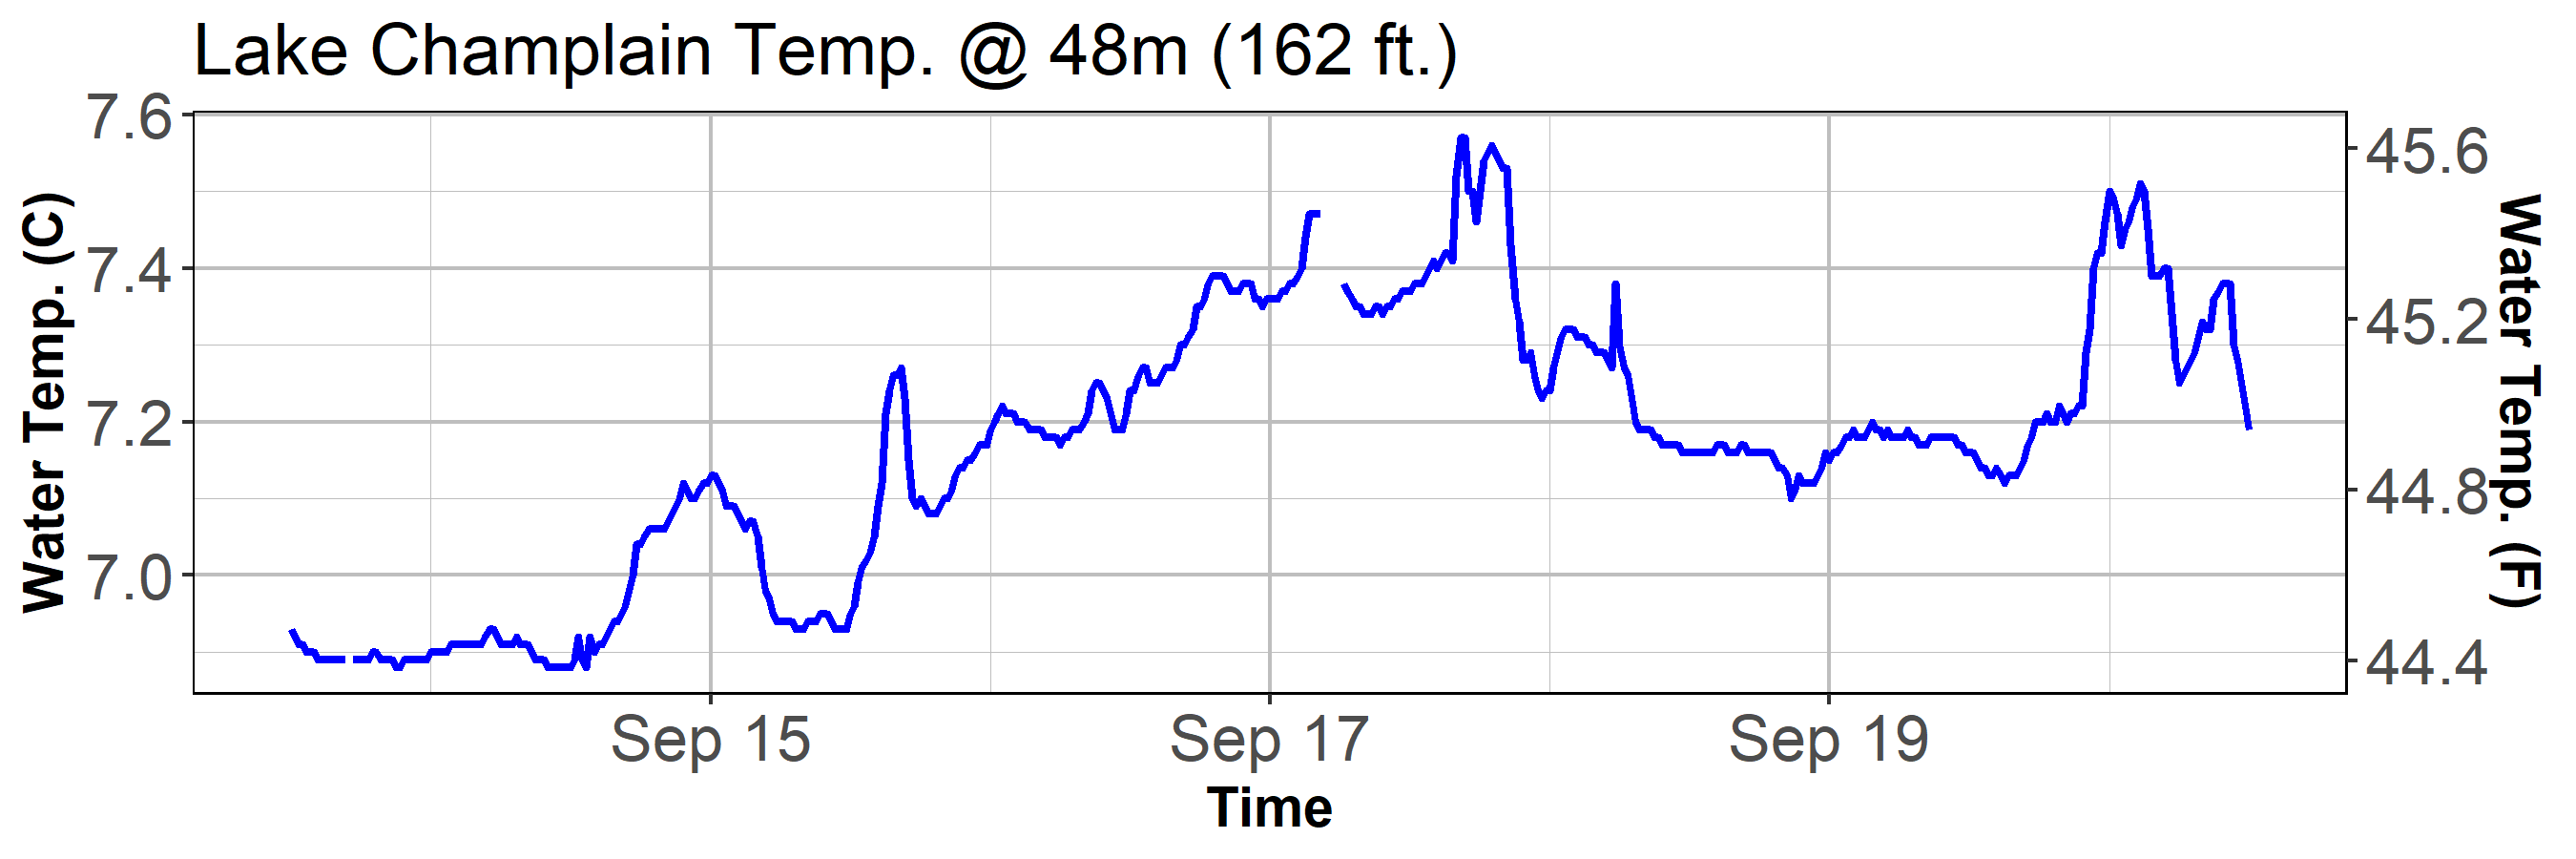 Lake Champlain Temp. @ 48m (162 ft.)
Water Temp. (C)
7.6
7.4
7.2
7.0
45.6
45.2
44.8
44.4
Water Temp. (F)
Sep 15
Sep 17
Sep 19
Time